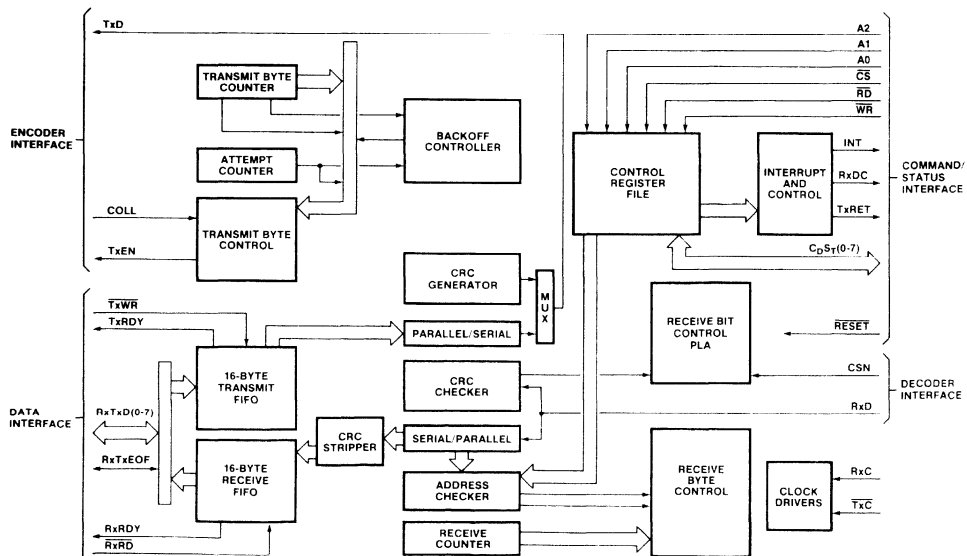 TxD
A2
A1
A0
CS
RD
WR
TRANSMIT BYTE
COUNTER
BACKOFF
CONTROLLER
ENCODER
INTERFACE
ATTEMPT
COUNTER
CONTROL
REGISTER
FILE
INTERRUPT
AND
CONTROL
INT
RxDC
TxRET
COMMAND/
STATUS
INTERFACE
COLL
TxEN
TRANSMIT BYTE
CONTROL
CDST(0-7)
CRC
GENERATOR
MUX
PARALLEL/SERIAL
RECEIVE BIT
CONTROL
PLA
RESET
TxWR
TxRDY
16-BYTE
TRANSMIT
FIFO
CRC
CHECKER
CSN
RxD
DECODER
INTERFACE
DATA
INTERFACE
RxTxD(0-7)
RxTxEOF
CRC
STRIPPER
SERIAL/PARALLEL
16-BYTE
RECEIVE
FIFO
ADDRESS
CHECKER
RECEIVE
BYTE
CONTROL
CLOCK
DRIVERS
RxC
TxC
RxRDY
RxRD
RECEIVE
COUNTER